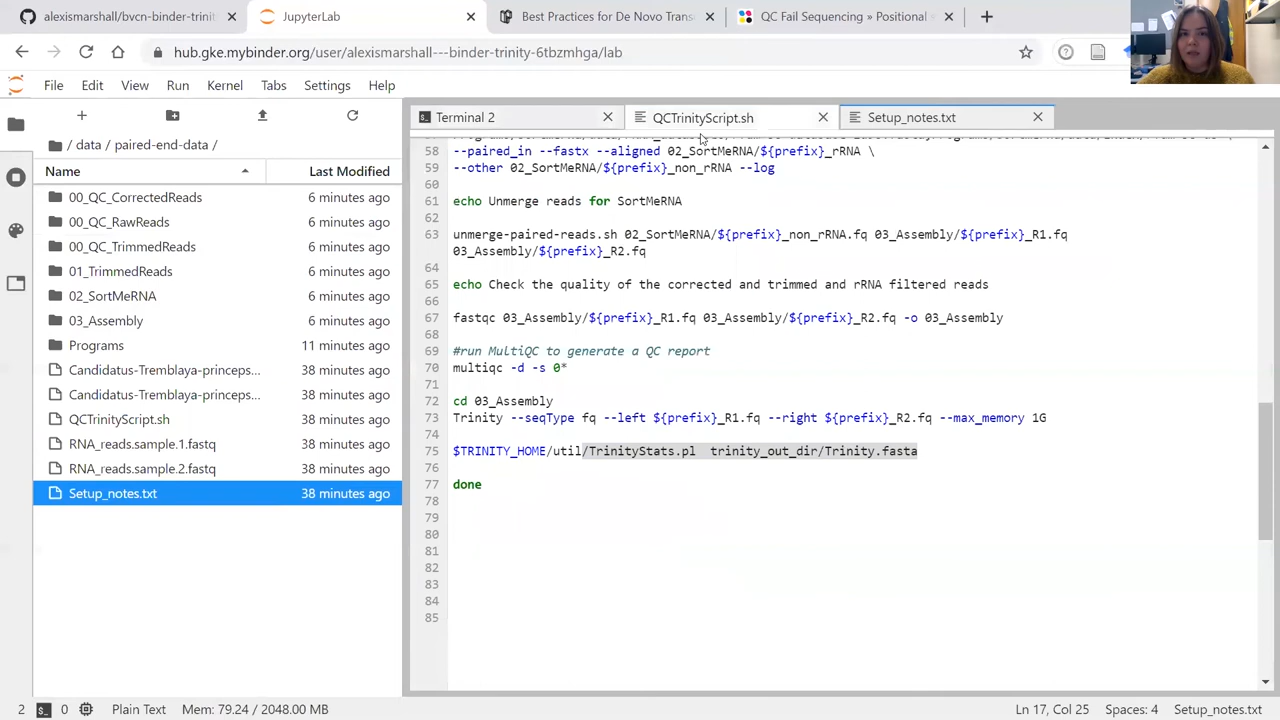 alexismarshall/bvcn-binder-trinit
JupyterLab
Best Practices for De Novo Trans
QC Fail Sequencing » Positional
hub.gke.mybinder.org/user/alexismarshall---binder-trinity-6tbzmhga/lab
File Edit View Run Kernel Tabs Settings Help
Terminal 2
QCTrinityScript.sh
Setup_notes.txt
/ data / paired-end-data /
Name Last Modified
00_QC_CorrectedReads 6 minutes ago
00_QC_RawReads 6 minutes ago
00_QC_TrimmedReads 6 minutes ago
01_TrimmedReads 6 minutes ago
02_SortMeRNA 6 minutes ago
03_Assembly 6 minutes ago
Programs 11 minutes ago
Candidatus-Tremblaya-princeps... 38 minutes ago
Candidatus-Tremblaya-princeps... 38 minutes ago
QCTrinityScript.sh 38 minutes ago
RNA_reads.sample.1.fastq 38 minutes ago
RNA_reads.sample.2.fastq 38 minutes ago
Setup_notes.txt 38 minutes ago
58 --paired_in --fastx --aligned 02_SortMeRNA/${prefix}_rRNA \
59 --other 02_SortMeRNA/${prefix}_non_rRNA --log
60
61 echo Unmerge reads for SortMeRNA
62
63 unmerge-paired-reads.sh 02_SortMeRNA/${prefix}_non_rRNA.fq 03_Assembly/${prefix}_R1.fq
03_Assembly/${prefix}_R2.fq
64
65 echo Check the quality of the corrected and trimmed and rRNA filtered reads
66
67 fastqc 03_Assembly/${prefix}_R1.fq 03_Assembly/${prefix}_R2.fq -o 03_Assembly
68
69 #run MultiQC to generate a QC report
70 multiqc -d -s 0*
71
72 cd 03_Assembly
73 Trinity --seqType fq --left ${prefix}_R1.fq --right ${prefix}_R2.fq --max_memory 1G
74
75 $TRINITY_HOME/util/TrinityStats.pl trinity_out_dir/Trinity.fasta
76
77 done
78
79
80
81
82
83
84
85
2 0 Plain Text Mem: 79.24 / 2048.00 MB Ln 17, Col 25 Spaces: 4 Setup_notes.txt